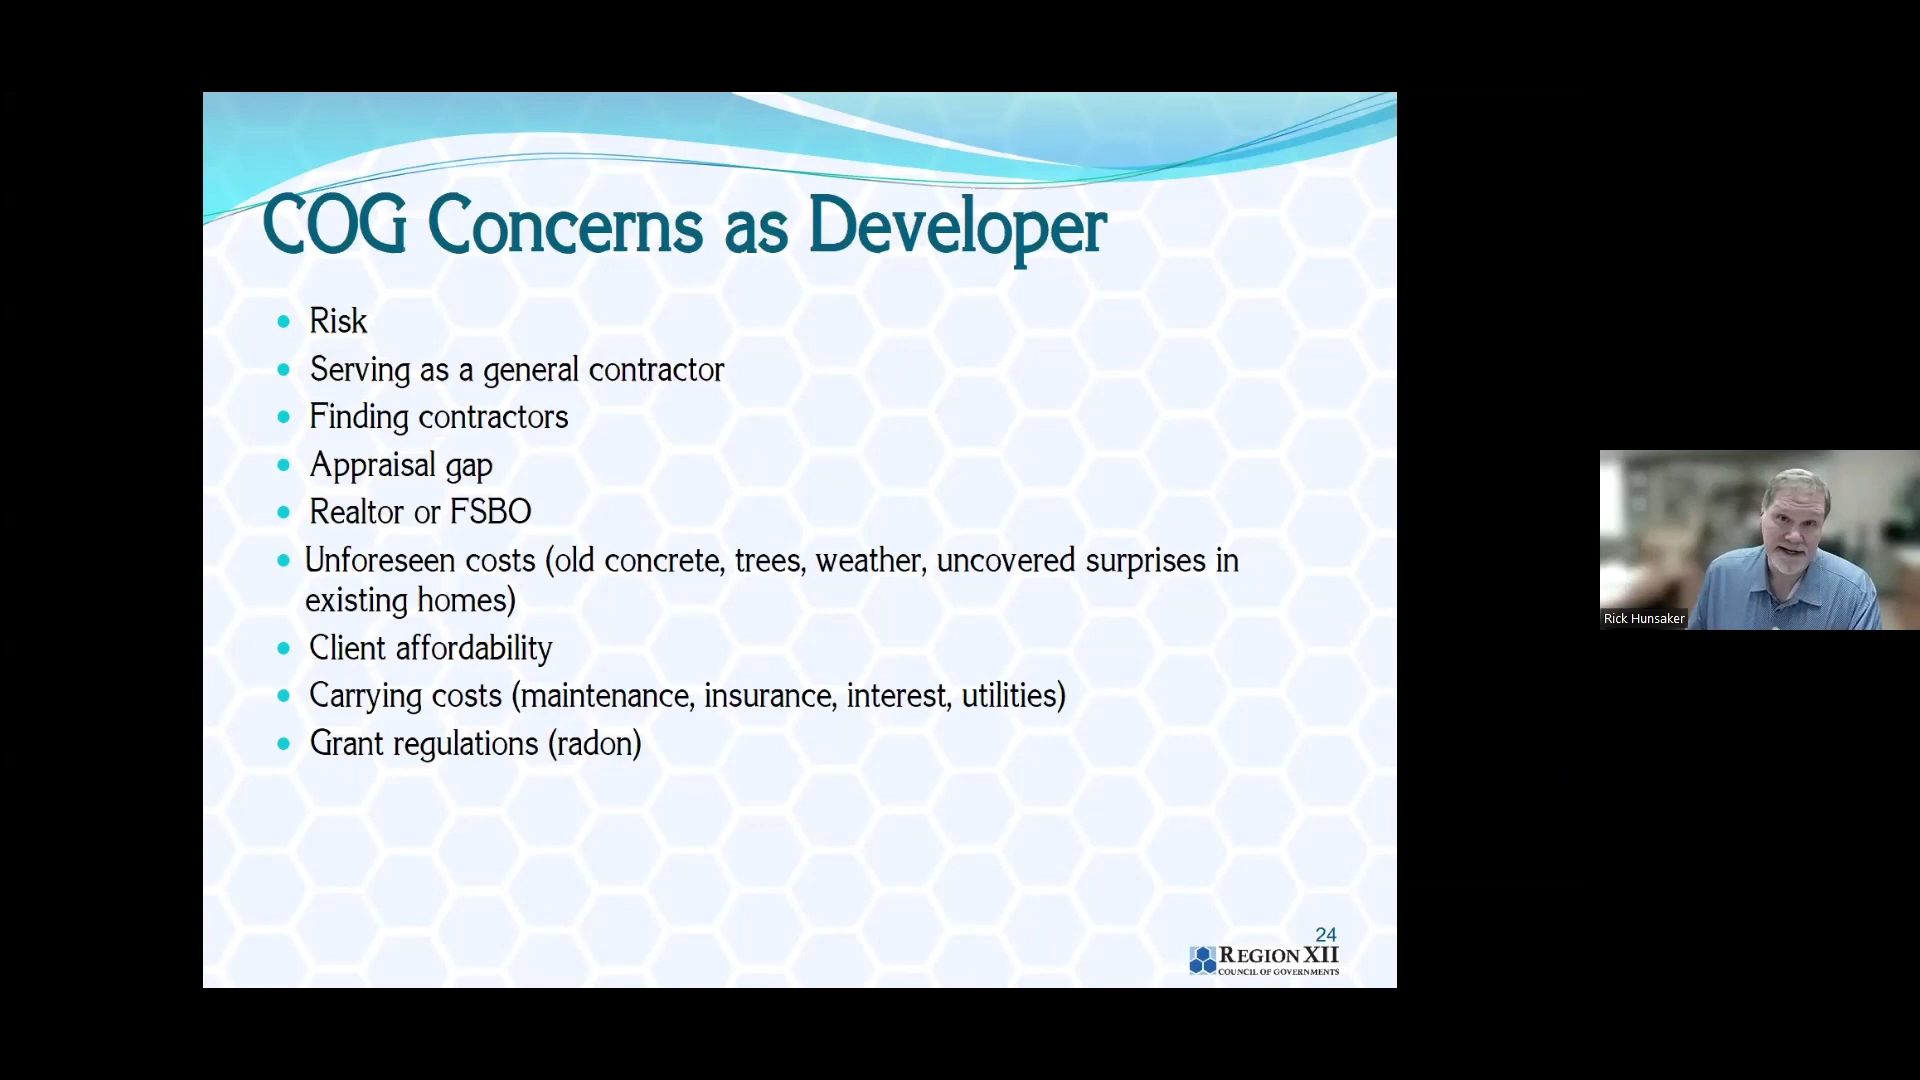 COG Concerns as Developer
Risk
Serving as a general contractor
Finding contractors
Appraisal gap
Realtor or FSBO
Unforeseen costs (old concrete, trees, weather, uncovered surprises in
existing homes)
Client affordability
Carrying costs (maintenance, insurance, interest, utilities)
Grant regulations (radon)
24
REGION XII
COUNCIL OF GOVERNMENTS
Rick Hunsaker